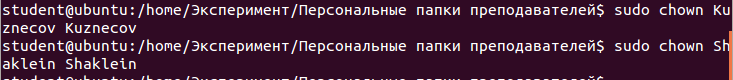 student@ubuntu:/home/Эксперимент/Персональные папки преподавателей$ sudo chown Ku
znecov Kuznecov
student@ubuntu:/home/Эксперимент/Персональные папки преподавателей$ sudo chown Sh
aklein Shaklein